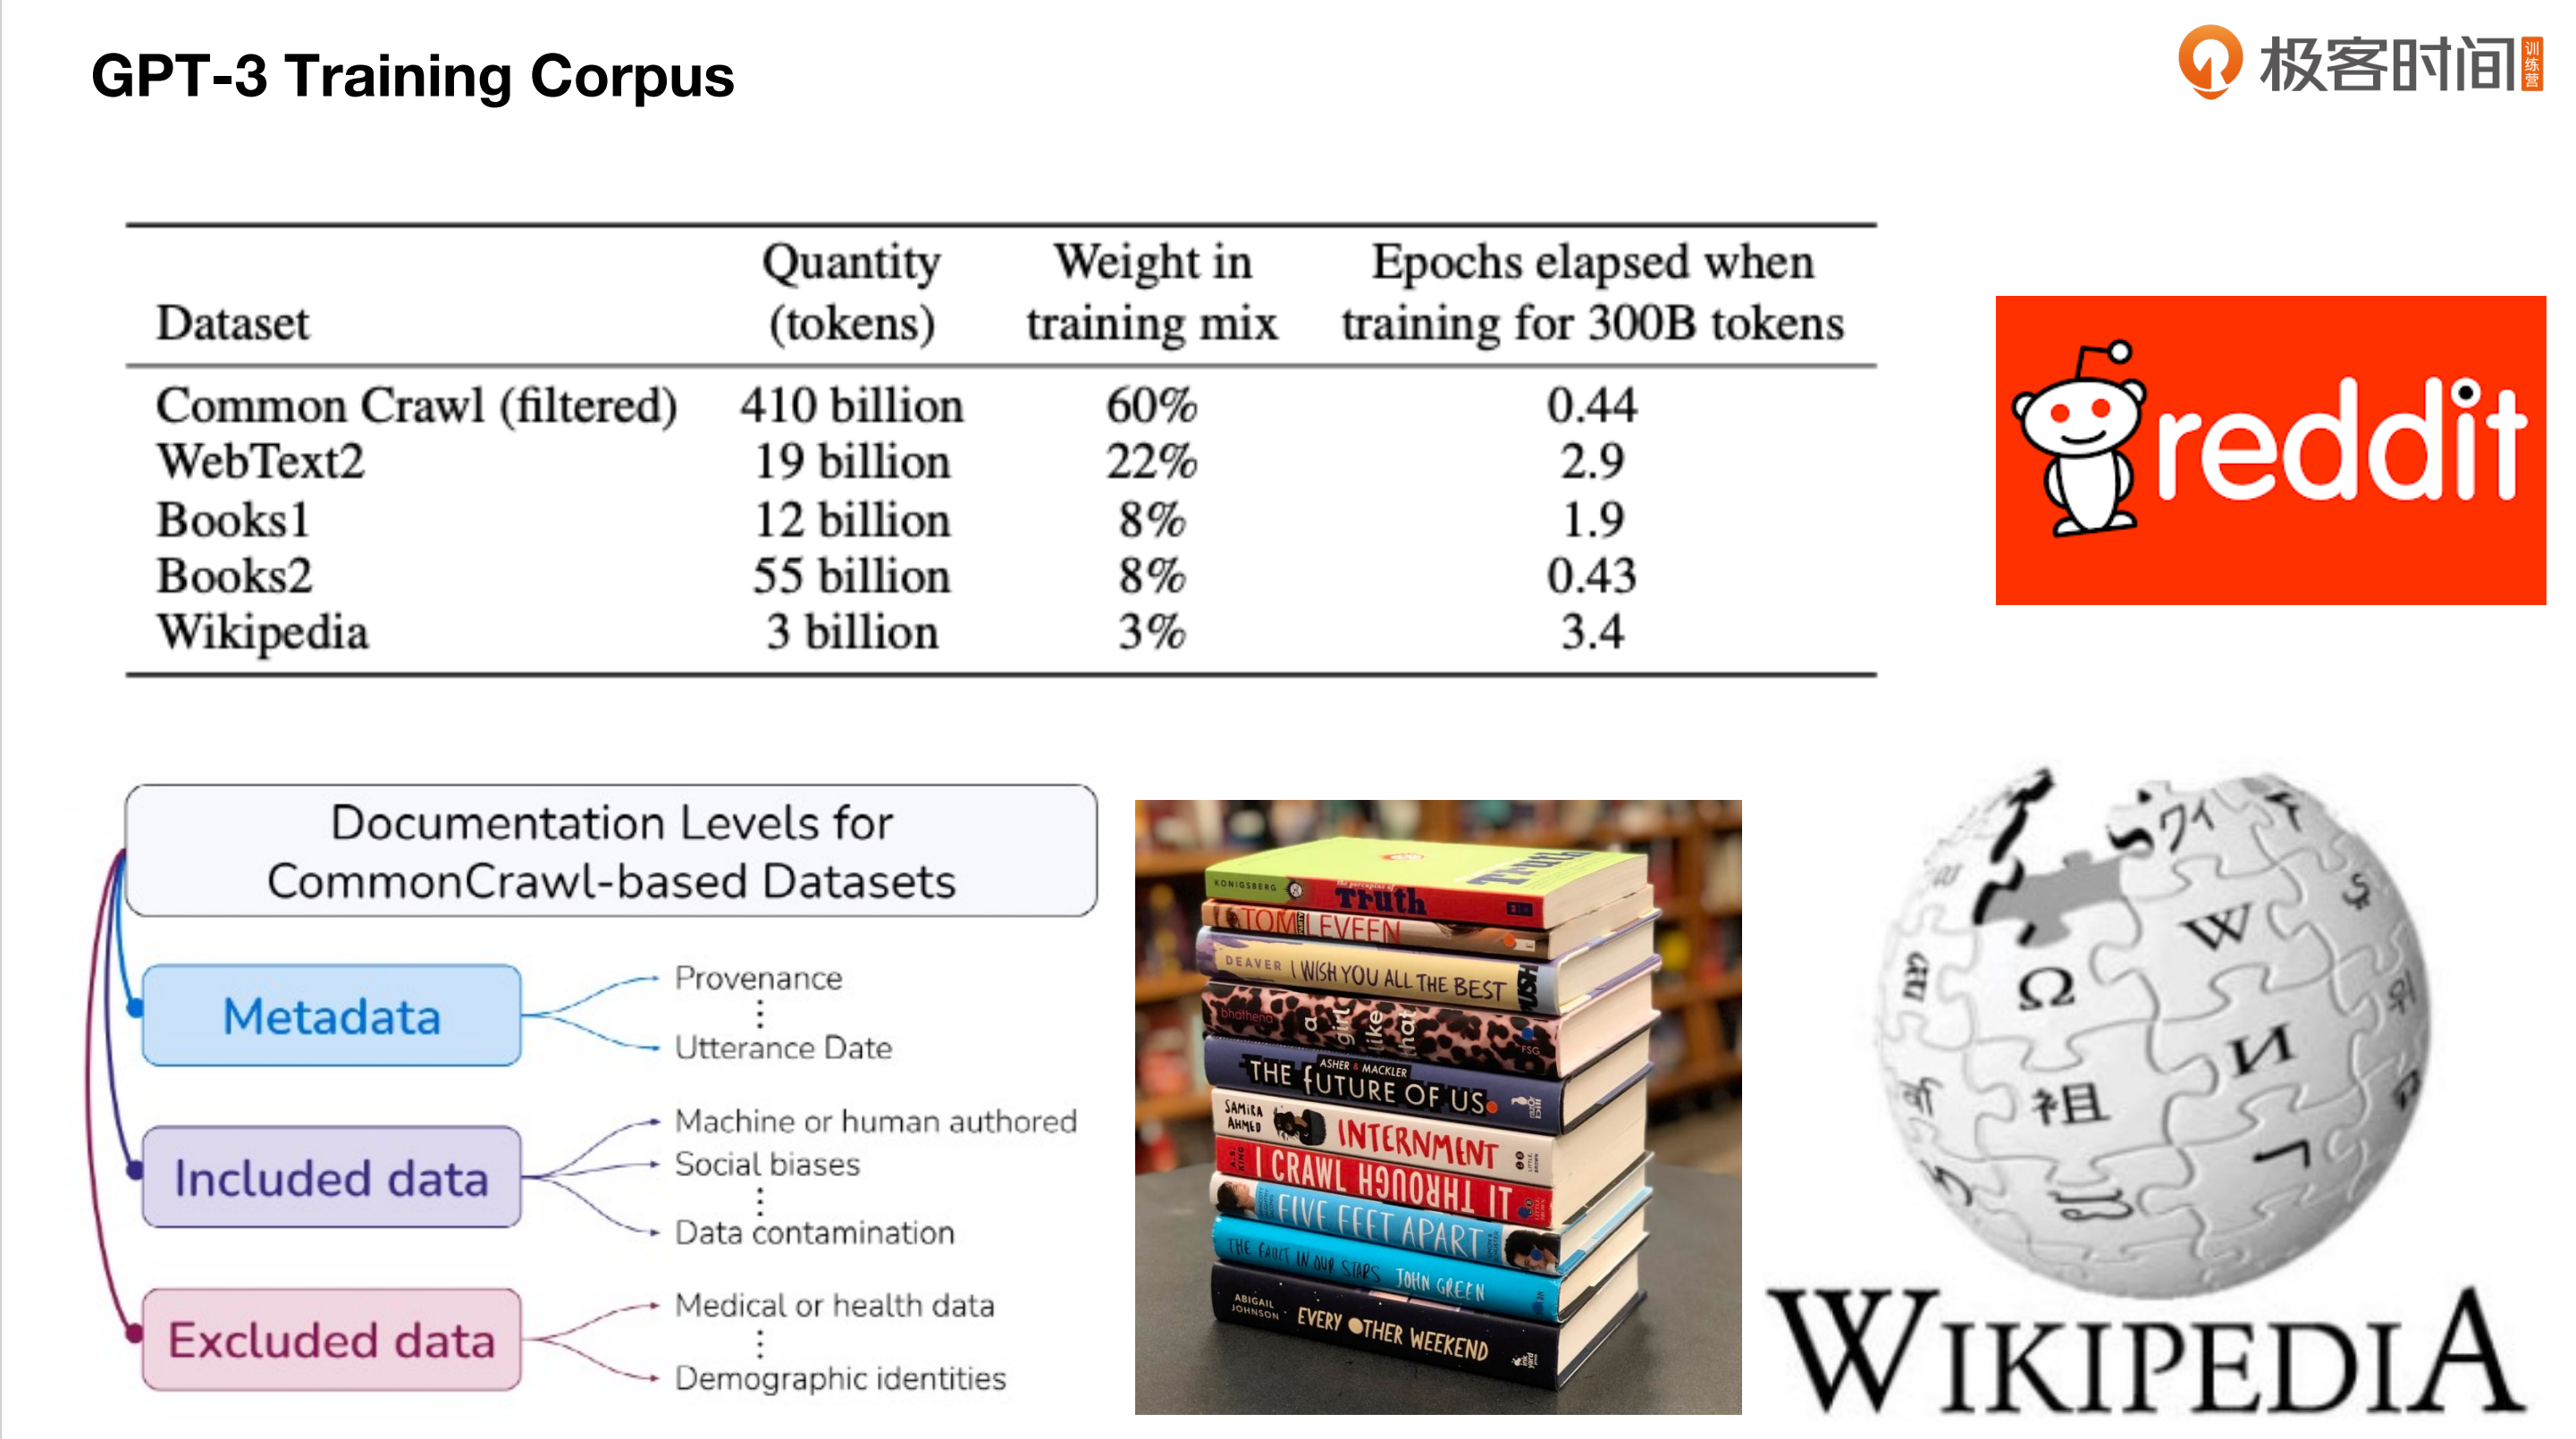 GPT-3 Training Corpus
极客时间
训练营
Dataset Quantity (tokens) Weight in training mix Epochs elapsed when training for 300B tokens
Common Crawl (filtered) 410 billion 60% 0.44
WebText2 19 billion 22% 2.9
Books1 12 billion 8% 1.9
Books2 55 billion 8% 0.43
Wikipedia 3 billion 3% 3.4
reddit
Documentation Levels for
CommonCrawl-based Datasets
Metadata
Provenance
Utterance Date
Included data
Machine or human authored
Social biases
Data contamination
Excluded data
Medical or health data
Demographic identities
Truth
KONIGSBERG
Truth
TOM LEVEEN
DEAVER I WISH YOU ALL THE BEST
bhathena a girl like that FSG
ASHER & MACKLER
THE FUTURE OF US
SAMIRA AHMED INTERNMENT
A.S. KING I CRAWL THROUGH IT
FIVE FEET APART
THE FAULT IN OUR STARS JOHN GREEN
ABIGAIL JOHNSON EVERY OTHER WEEKEND
W
Ω
И
祖
위
WIKIPEDIA